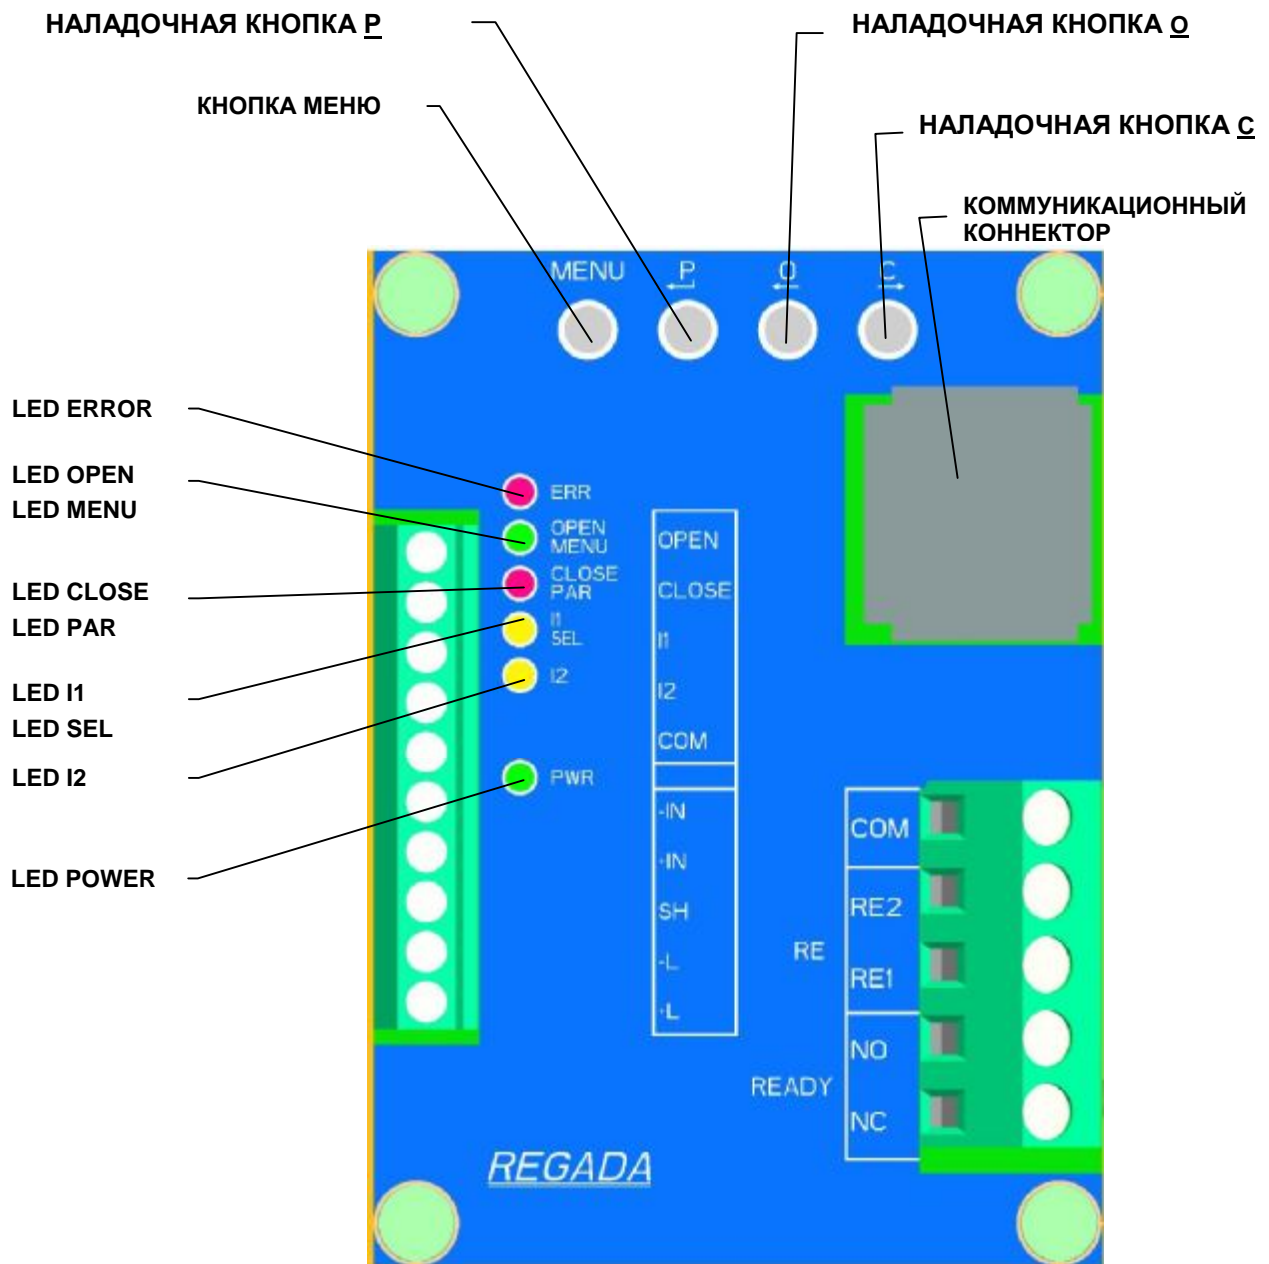 НАЛАДОЧНАЯ КНОПКА P
НАЛАДОЧНАЯ КНОПКА O
КНОПКА МЕНЮ
НАЛАДОЧНАЯ КНОПКА C
КОММУНИКАЦИОННЫЙ
КОННЕКТОР
MENU
P
O
C
LED ERROR
LED OPEN
LED MENU
LED CLOSE
LED PAR
LED I1
LED SEL
LED I2
LED POWER
ERR
OPEN
MENU
CLOSE
PAR
I1
SEL
I2
PWR
OPEN
CLOSE
I1
I2
COM
-IN
+IN
SH
-L
+L
COM
RE2
RE
RE1
NO
READY
NC
REGADA